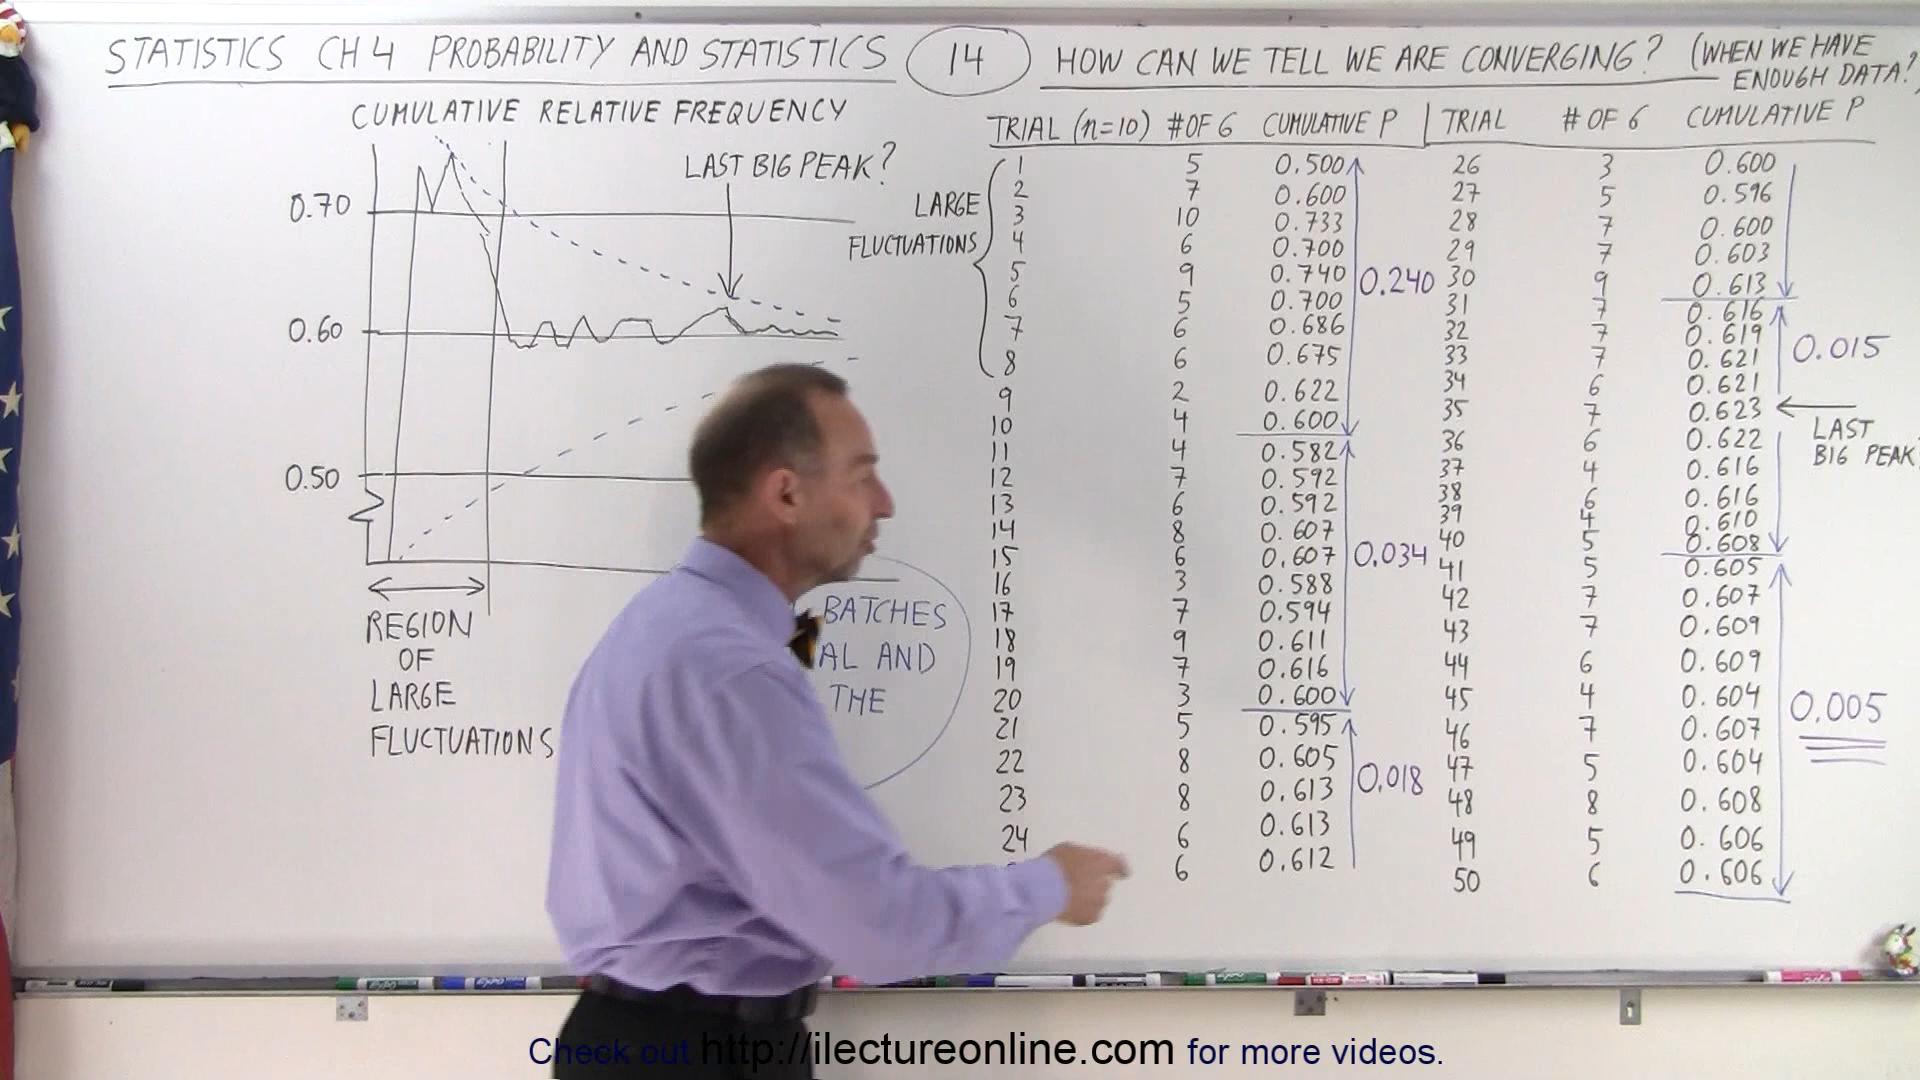 STATISTICS CH 4 PROBABILITY AND STATISTICS 14 HOW CAN WE TELL WE ARE CONVERGING? (WHEN WE HAVE
ENOUGH DATA?)
CUMULATIVE RELATIVE FREQUENCY
LAST BIG PEAK?
0.70
0.60
0.50
REGION
OF
LARGE
FLUCTUATIONS
BATCHES
AL AND
THE
LARGE
FLUCTUATIONS
TRIAL (n=10) # OF 6 CUMULATIVE P
1 5 0.500
2 7 0.600
3 10 0.733
4 6 0.700
5 9 0.740
6 5 0.700
7 6 0.686
8 6 0.675
9 2 0.622
10 4 0.600
0.240
11 4 0.582
12 7 0.592
13 6 0.592
14 8 0.607
15 6 0.607
16 3 0.588
17 7 0.594
18 9 0.611
19 7 0.616
20 3 0.600
0.034
21 5 0.595
22 8 0.605
23 8 0.613
24 6 0.613
6 0.612
0.018
TRIAL # OF 6 CUMULATIVE P
26 3 0.600
27 5 0.596
28 7 0.600
29 7 0.603
30 9 0.613
31 7 0.616
32 7 0.619
33 7 0.621
34 6 0.621
35 7 0.623
0.015
LAST
BIG PEAK
36 6 0.622
37 4 0.616
38 6 0.616
39 4 0.610
40 5 0.608
41 5 0.605
42 7 0.607
43 7 0.609
44 6 0.609
45 4 0.604
46 7 0.607
47 5 0.604
48 8 0.608
49 5 0.606
50 6 0.606
0.005
Check out http://ilectureonline.com for more videos.